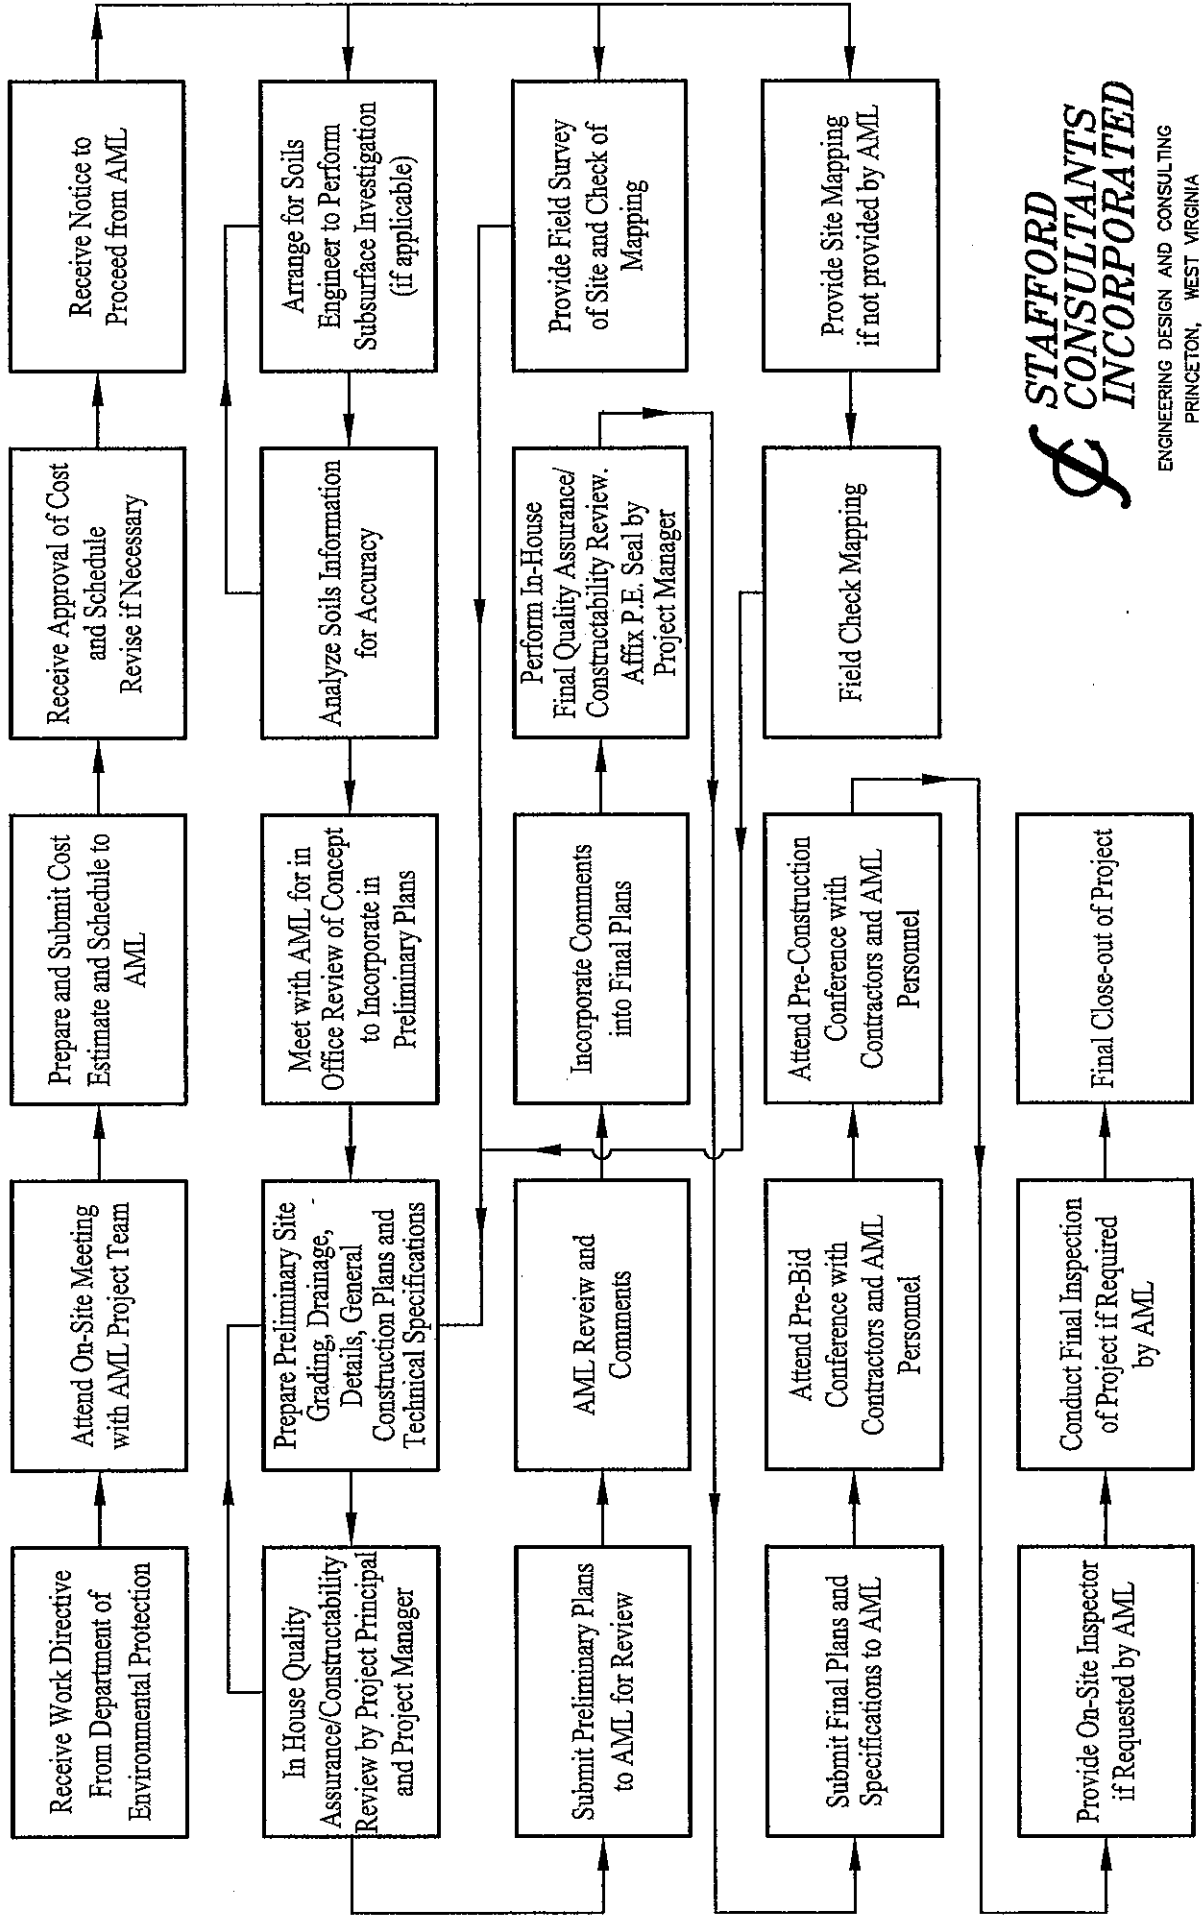 Receive Work Directive
From Department of
Environmental Protection
Attend On-Site Meeting
with AML Project Team
Prepare and Submit Cost
Estimate and Schedule to
AML
Receive Approval of Cost
and Schedule
Revise if Necessary
Receive Notice to
Proceed from AML
In House Quality
Assurance/Constructability
Review by Project Principal
and Project Manager
Prepare Preliminary Site
Grading, Drainage,
Details, General
Construction Plans and
Technical Specifications
Meet with AML for in
Office Review of Concept
to Incorporate in
Preliminary Plans
Analyze Soils Information
for Accuracy
Arrange for Soils
Engineer to Perform
Subsurface Investigation
(if applicable)
Submit Preliminary Plans
to AML for Review
AML Reveiw and
Comments
Incorporate Comments
into Final Plans
Perform In-House
Final Quality Assurance/
Constructability Review.
Affix P.E. Seal by
Project Manager
Provide Field Survey
of Site and Check of
Mapping
Submit Final Plans and
Specifications to AML
Attend Pre-Bid
Conference with
Contractors and AML
Personnel
Attend Pre-Construction
Conference with
Contractors and AML
Personnel
Field Check Mapping
Provide Site Mapping
if not provided by AML
Provide On-Site Inspector
if Requested by AML
Conduct Final Inspection
of Project if Required
by AML
Final Close-out of Project
STAFFORD
CONSULTANTS
INCORPORATED
ENGINEERING DESIGN AND CONSULTING
PRINCETON, WEST VIRGINIA